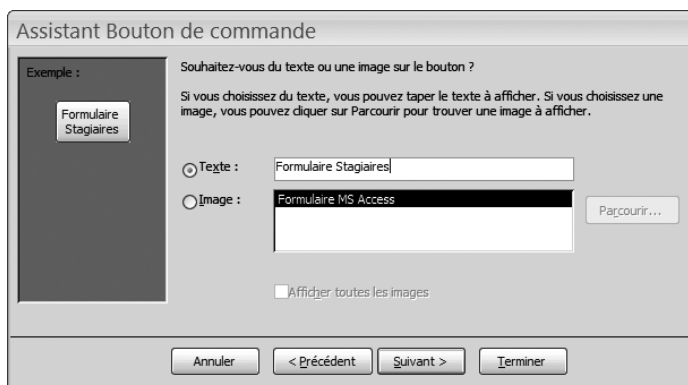 Assistant Bouton de commande
Exemple :
Formulaire
Stagiaires
Souhaitez-vous du texte ou une image sur le bouton ?
Si vous choisissez du texte, vous pouvez taper le texte à afficher. Si vous choisissez une
image, vous pouvez cliquer sur Parcourir pour trouver une image à afficher.
Texte : Formulaire Stagiaires
Image : Formulaire MS Access
Parcourir...
Afficher toutes les images
Annuler < Précédent Suivant > Terminer